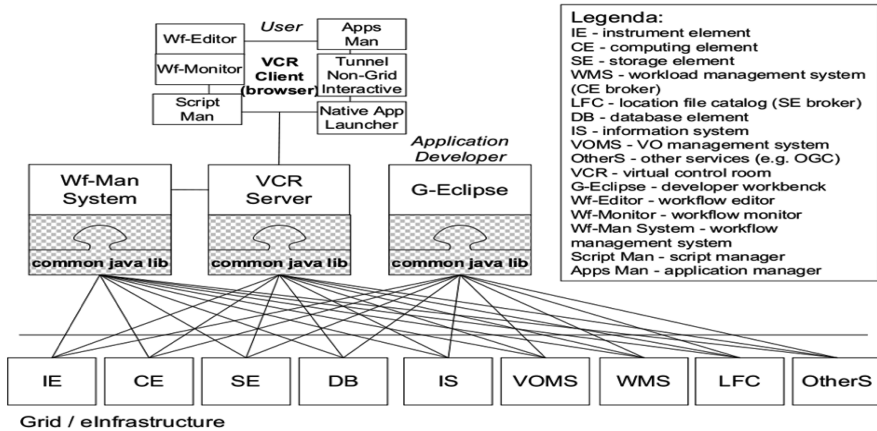 User
Wf-Editor
Apps
Man
Wf-Monitor
VCR
Client
(browser)
Tunnel
Non-Grid
Interactive
Script
Man
Native App
Launcher
Application
Developer
Wf-Man
System
VCR
Server
G-Eclipse
common java lib
common java lib
common java lib
IE
CE
SE
DB
IS
VOMS
WMS
LFC
OtherS
Grid / eInfrastructure
Legenda:
IE - instrument element
CE - computing element
SE - storage element
WMS - workload management system
(CE broker)
LFC - location file catalog (SE broker)
DB - database element
IS - information system
VOMS - VO management system
OtherS - other services (e.g. OGC)
VCR - virtual control room
G-Eclipse - developer workbenck
Wf-Editor - workflow editor
Wf-Monitor - workflow monitor
Wf-Man System - workflow
management system
Script Man - script manager
Apps Man - application manager